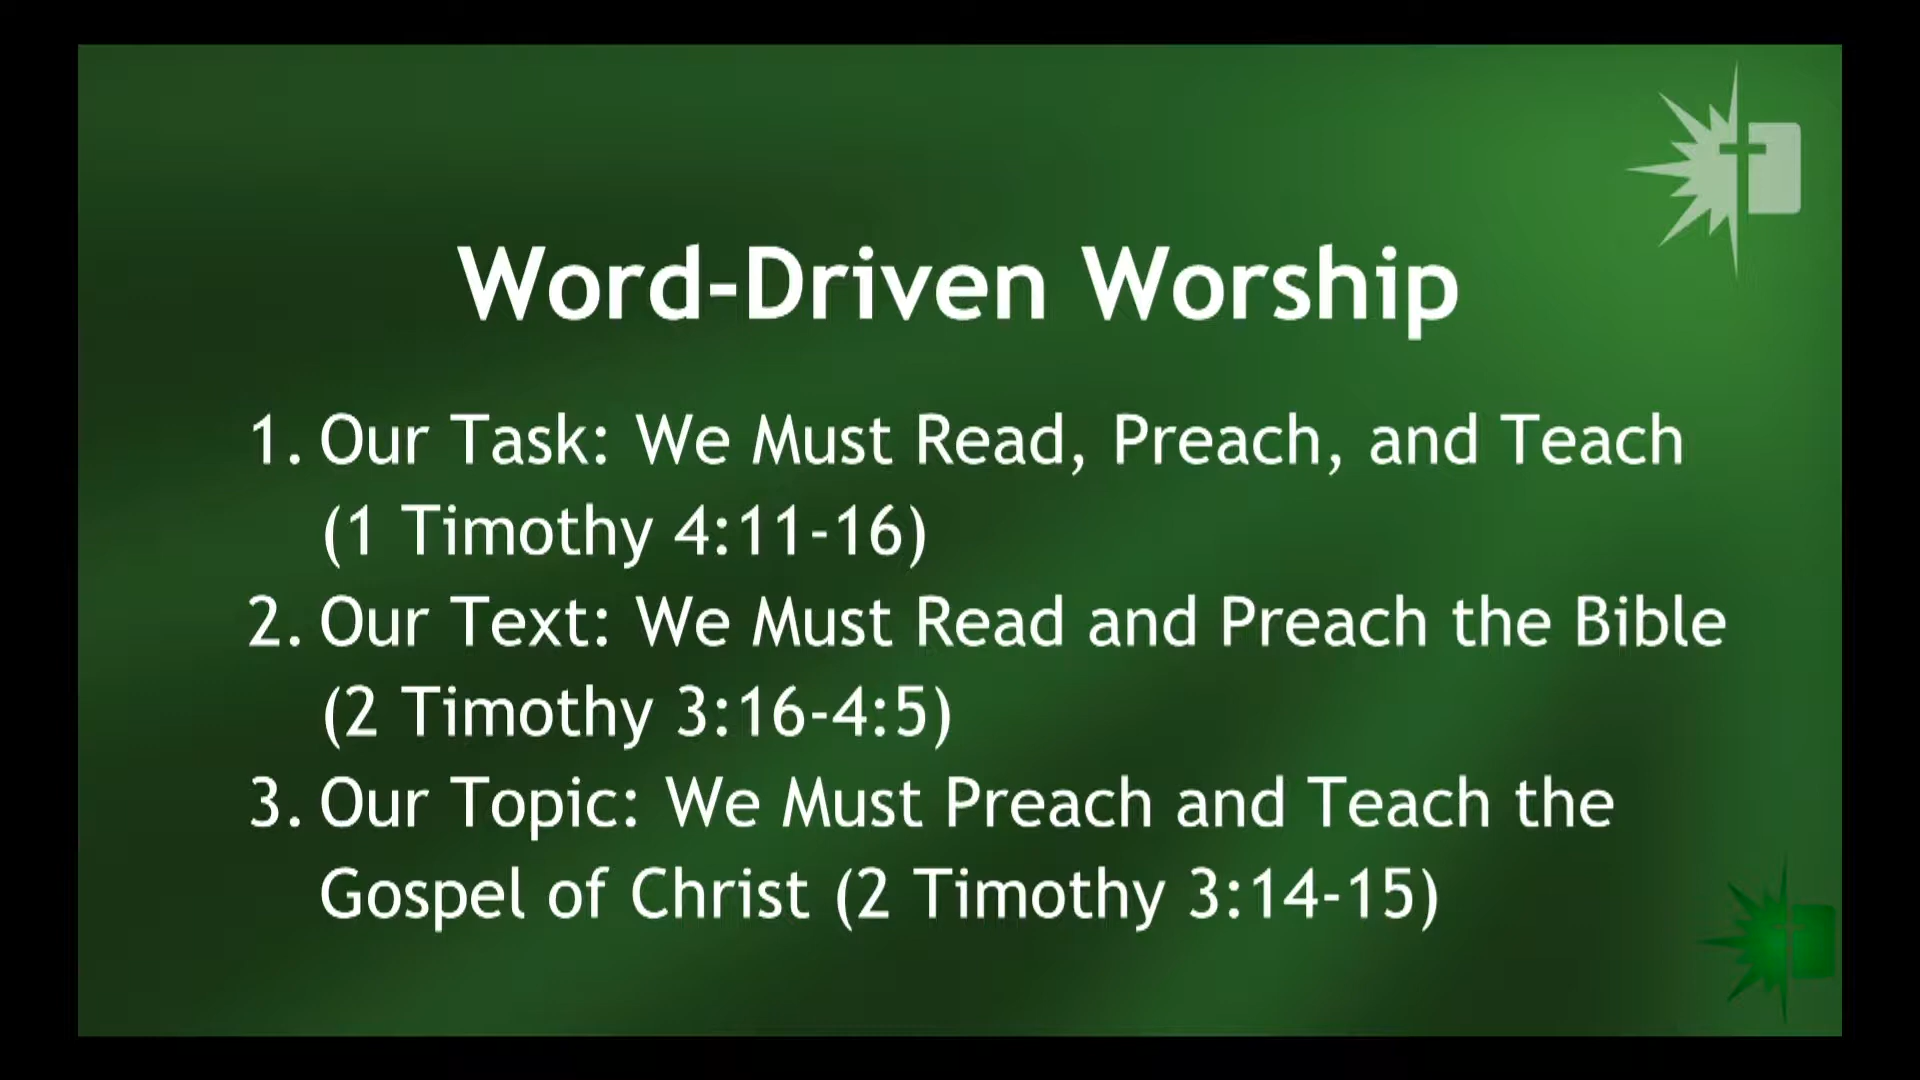 Word-Driven Worship
1. Our Task: We Must Read, Preach, and Teach
(1 Timothy 4:11-16)
2. Our Text: We Must Read and Preach the Bible
(2 Timothy 3:16-4:5)
3. Our Topic: We Must Preach and Teach the
Gospel of Christ (2 Timothy 3:14-15)